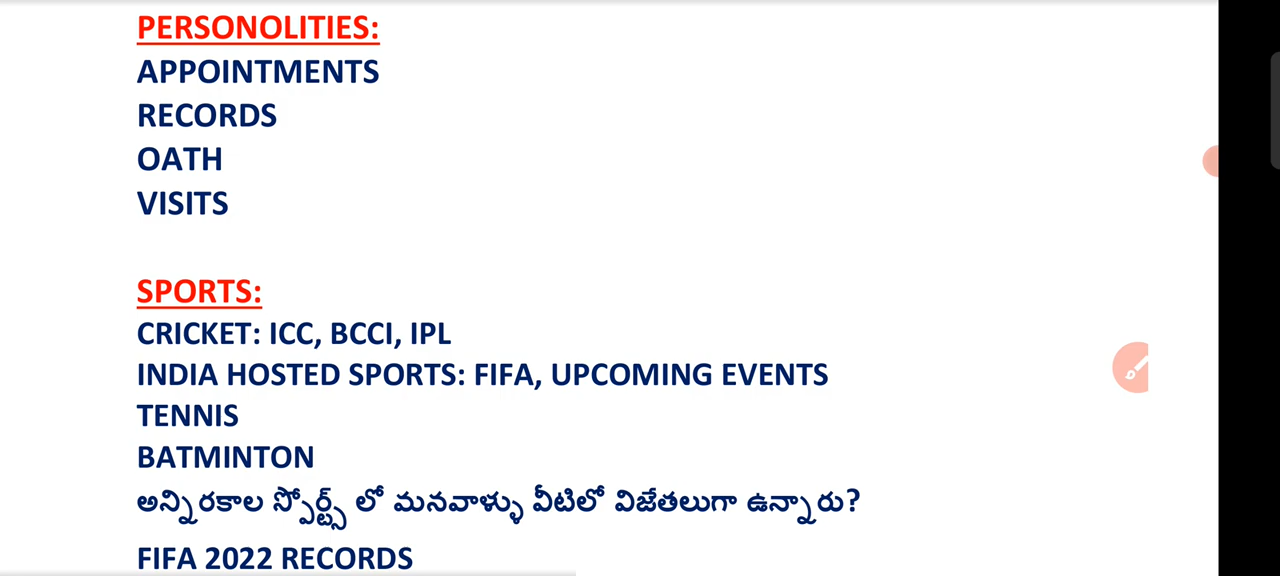 PERSONOLITIES:
APPOINTMENTS
RECORDS
OATH
VISITS
SPORTS:
CRICKET: ICC, BCCI, IPL
INDIA HOSTED SPORTS: FIFA, UPCOMING EVENTS
TENNIS
BATMINTON
అన్నిరకాల స్పోర్ట్స్ లో మనవాళ్ళు వీటిలో విజేతలుగా ఉన్నారు?
FIFA 2022 RECORDS